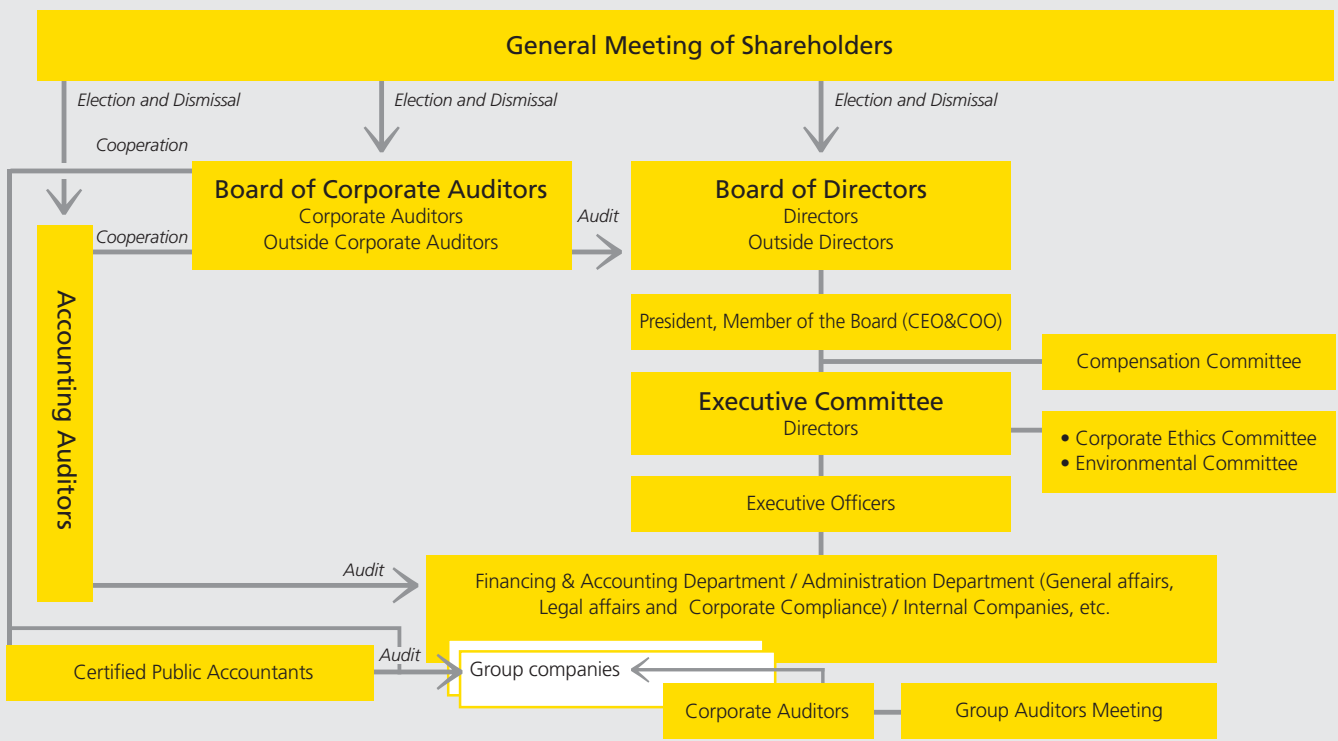 General Meeting of Shareholders
Election and Dismissal
Election and Dismissal
Election and Dismissal
Cooperation
Board of Corporate Auditors
Corporate Auditors
Outside Corporate Auditors
Audit
Board of Directors
Directors
Outside Directors
Cooperation
Accounting Auditors
President, Member of the Board (CEO&COO)
Compensation Committee
Executive Committee
Directors
• Corporate Ethics Committee
• Environmental Committee
Executive Officers
Audit
Financing & Accounting Department / Administration Department (General affairs,
Legal affairs and Corporate Compliance) / Internal Companies, etc.
Certified Public Accountants
Audit
Group companies
Corporate Auditors
Group Auditors Meeting